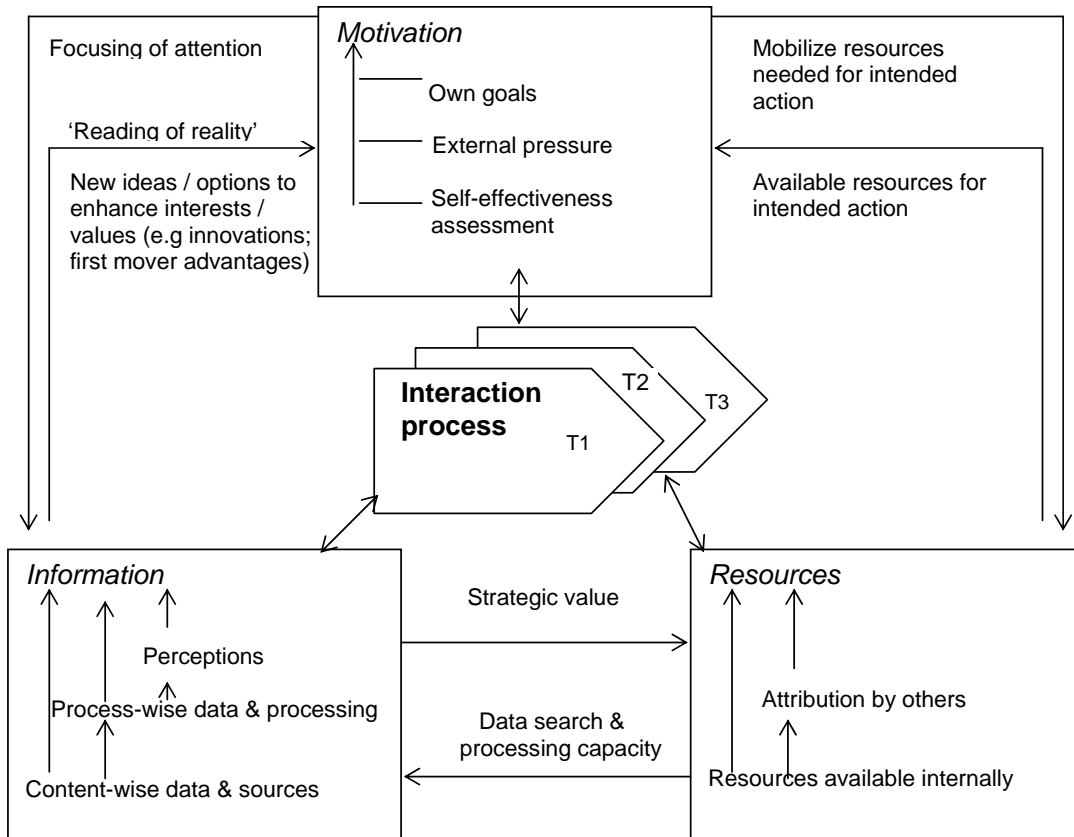 Motivation
Focusing of attention
Own goals
External pressure
Self-effectiveness
assessment
Mobilize resources
needed for intended
action
‘Reading of reality’
New ideas / options to
enhance interests /
values (e.g innovations;
first mover advantages)
Available resources for
intended action
Interaction
process
T1
T2
T3
Information
Perceptions
Process-wise data & processing
Content-wise data & sources
Strategic value
Data search &
processing capacity
Resources
Attribution by others
Resources available internally